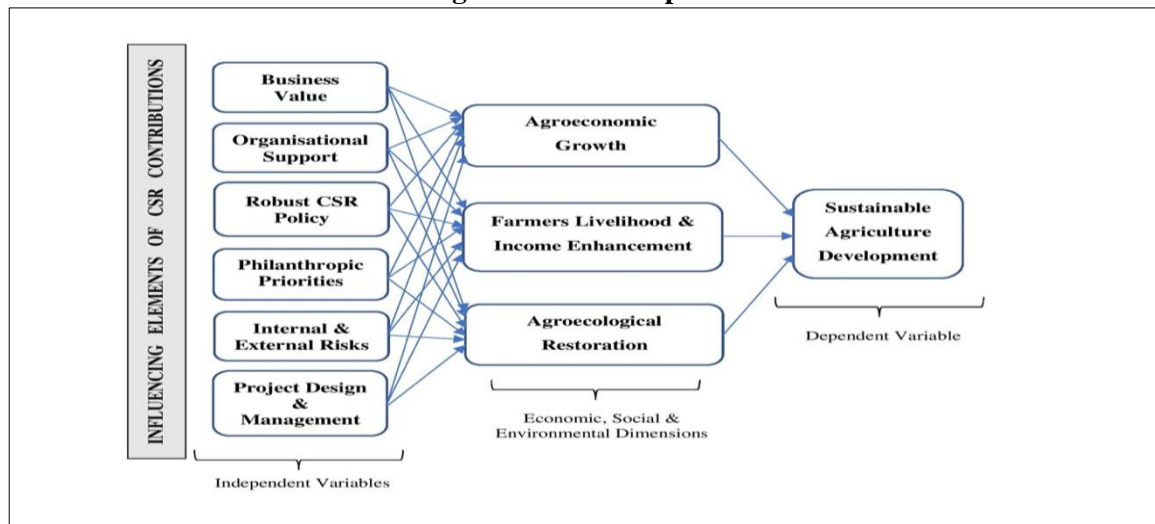 INFLUENCING ELEMENTS OF CSR CONTRIBUTIONS
Business
Value
Organisational
Support
Robust CSR
Policy
Philanthropic
Priorities
Internal &
External Risks
Project Design
&
Management
Independent Variables
Agroeconomic
Growth
Farmers Livelihood &
Income Enhancement
Agroecological
Restoration
Economic, Social &
Environmental Dimensions
Sustainable
Agriculture
Development
Dependent Variable